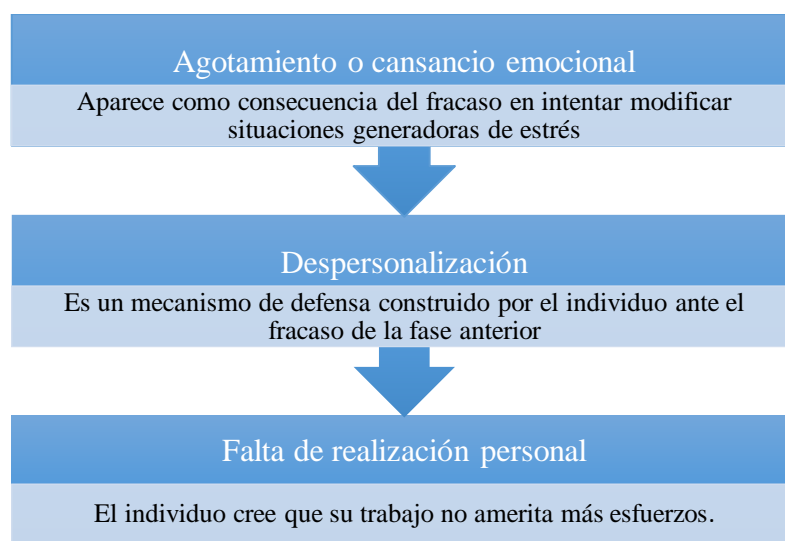 Agotamiento o cansancio emocional
Aparece como consecuencia del fracaso en intentar modificar
situaciones generadoras de estrés
Despersonalización
Es un mecanismo de defensa construido por el individuo ante el
fracaso de la fase anterior
Falta de realización personal
El individuo cree que su trabajo no amerita más esfuerzos.